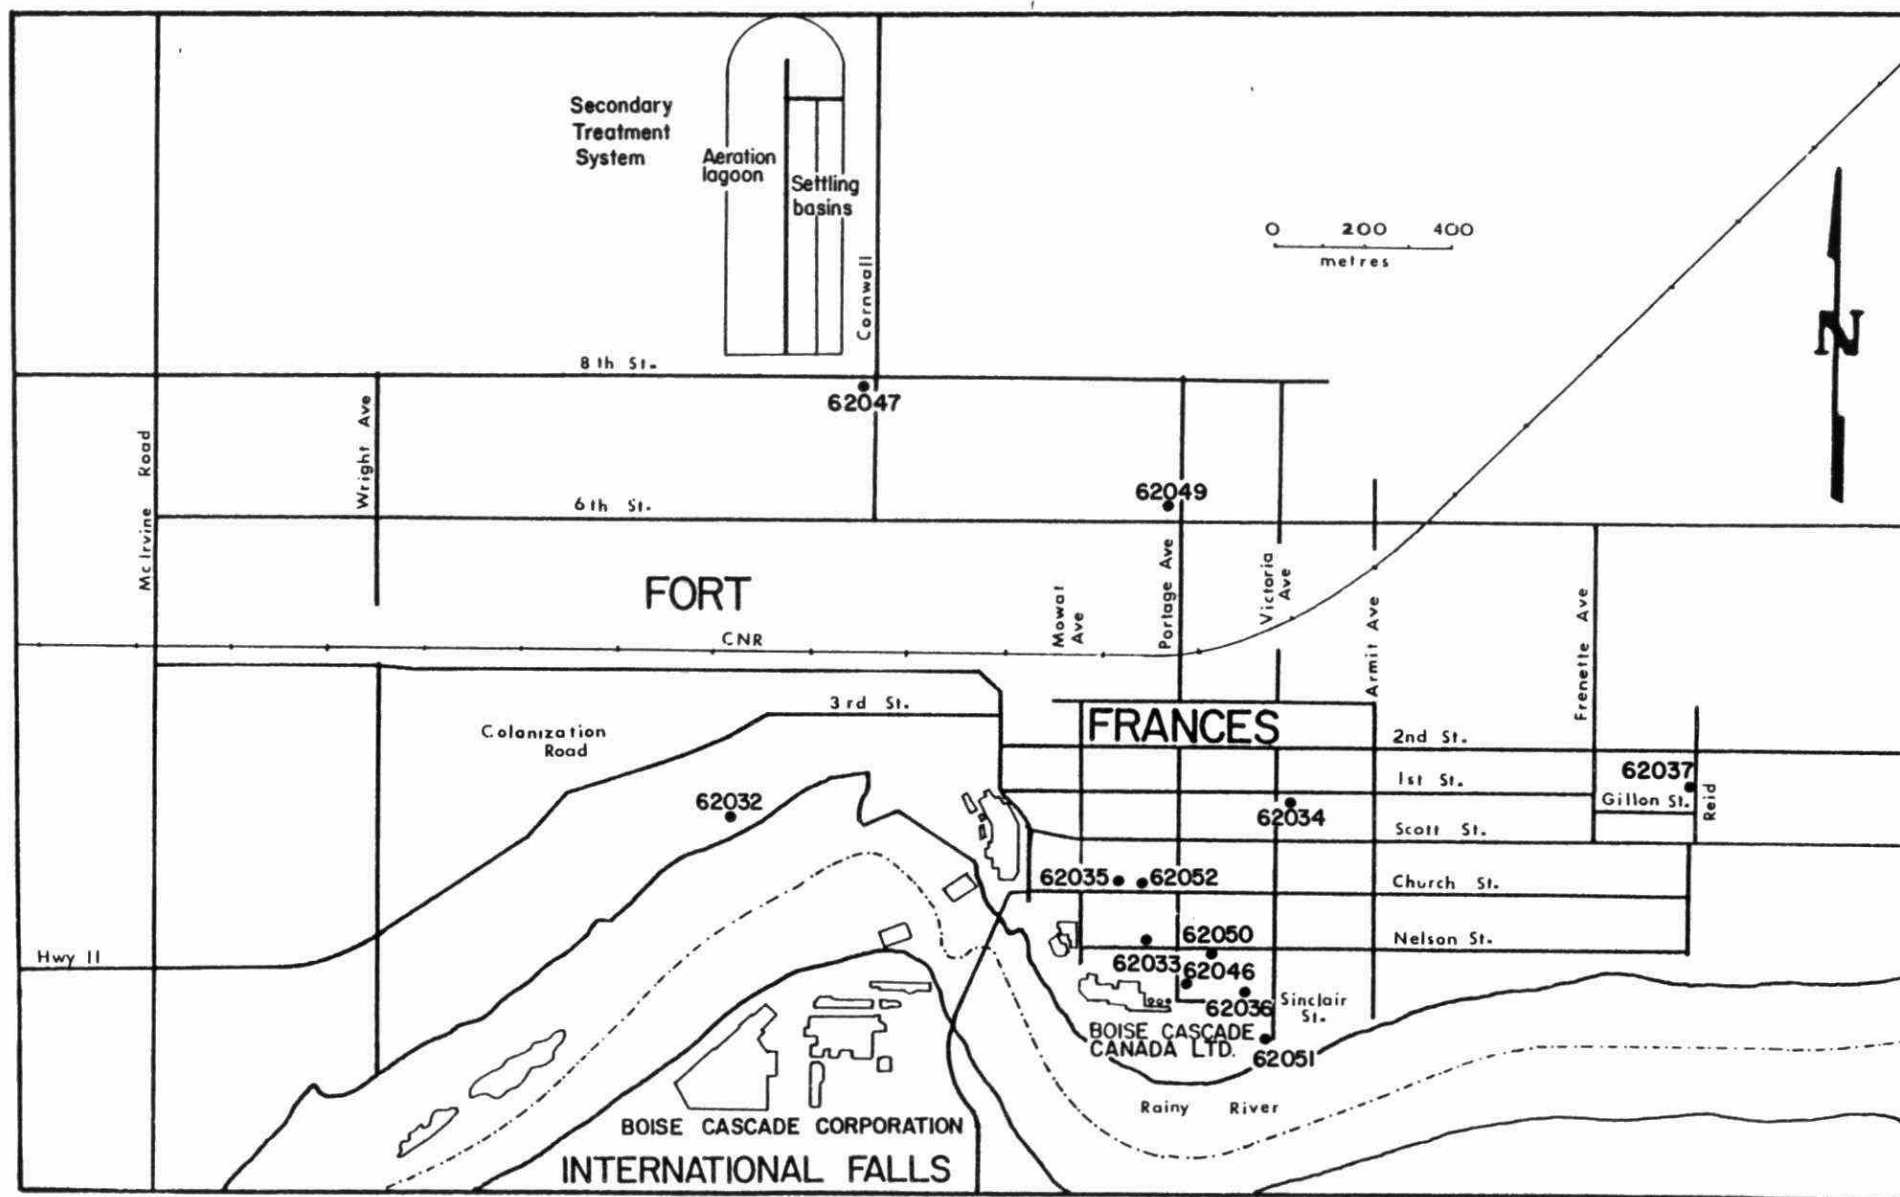 Secondary
Treatment
System
Aeration
lagoon
Settling
basins
Cornwall
0 200 400
metres
N
8th St.
62047
Mc Irvine Road
Wright Ave
6th St.
62049
FORT
CNR
Mowat
Ave
Portage Ave
Victoria
Ave
Armit Ave
Frenette Ave
3rd St.
Colanization
Road
FRANCES
2nd St.
1st St.
62037
Gillon St.
Reid
62032
62034
Scott St.
62035
62052
Church St.
62050
Nelson St.
62033
62046
62036
Sinclair
St.
Hwy 11
BOISE CASCADE
CANADA LTD.
62051
Rainy River
BOISE CASCADE CORPORATION
INTERNATIONAL FALLS